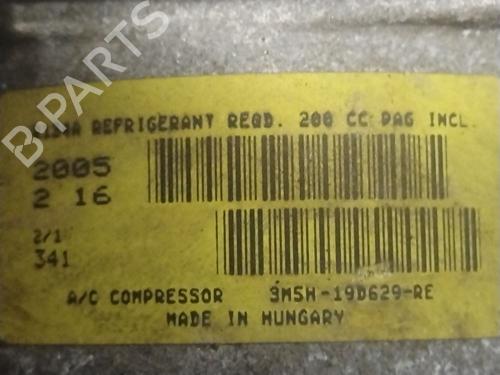 B PARTS
REFRIGERANT REQD. 200 CC PAG INCL.
2005
2 16
2/1
341
A/C COMPRESSOR 3M5H-19D629-RE
MADE IN HUNGARY